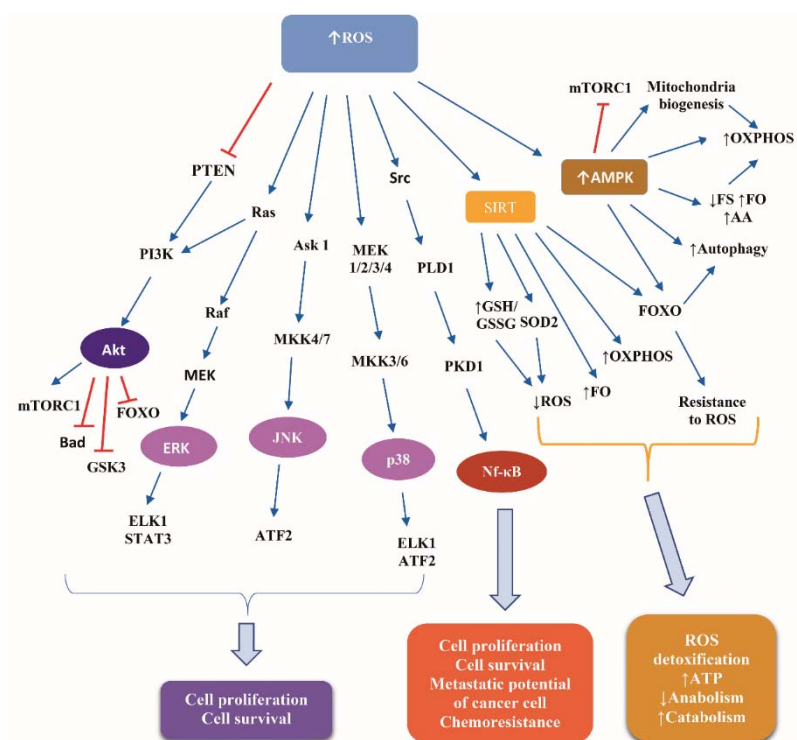 ↑ROS
mTORC1
Mitochondria
biogenesis
↑OXPHOS
PTEN
Src
↑AMPK
↓FS ↑FO
↑AA
SIRT
Ras
Ask 1
MEK
1/2/3/4
PI3K
PLD1
↑Autophagy
Raf
↑GSH/
GSSG
SOD2
FOXO
Akt
MKK4/7
MKK3/6
PKD1
↑OXPHOS
MEK
mTORC1
FOXO
↓ROS
↑FO
Resistance
to ROS
Bad
GSK3
ERK
JNK
p38
Nf-κB
ELK1
STAT3
ATF2
ELK1
ATF2
Cell proliferation
Cell survival
Cell proliferation
Cell survival
Metastatic potential
of cancer cell
Chemoresistance
ROS
detoxification
↑ATP
↓Anabolism
↑Catabolism